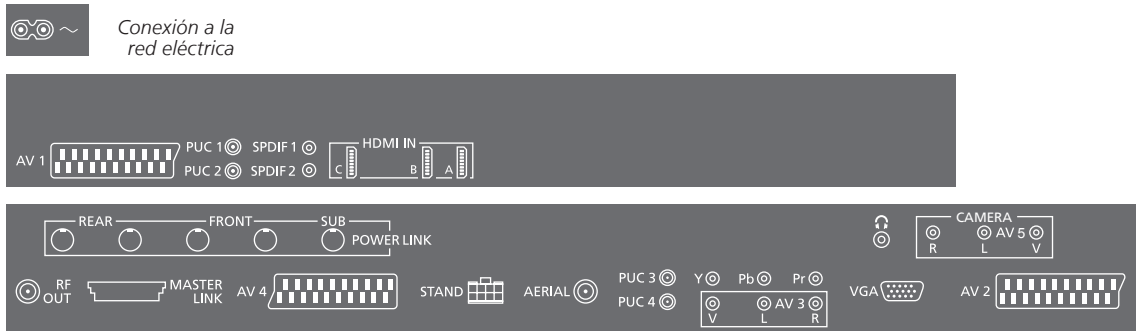 Conexión a la
red eléctrica
AV 1
PUC 1 SPDIF 1
PUC 2 SPDIF 2
HDMI IN
C B A
REAR FRONT SUB
POWER LINK
CAMERA
AV 5
R L V
RF
OUT
MASTER
LINK
AV 4
STAND
AERIAL
PUC 3
PUC 4
Y Pb Pr
AV 3
V L R
VGA
AV 2